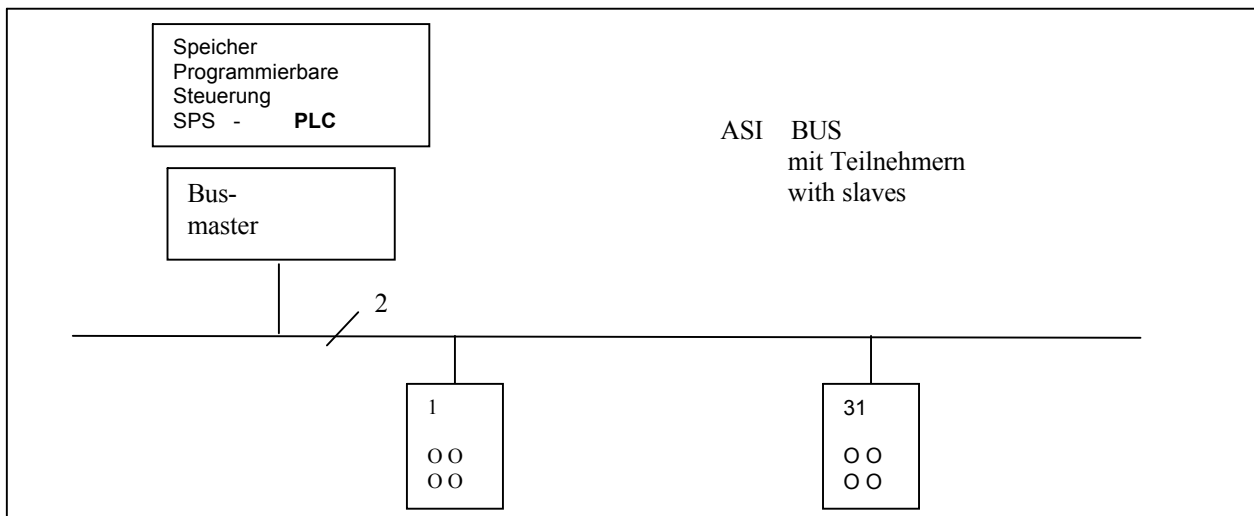 Speicher
Programmierbare
Steuerung
SPS - PLC
ASI BUS
mit Teilnehmern
with slaves
Bus-
master
2
1
O O
O O
31
O O
O O